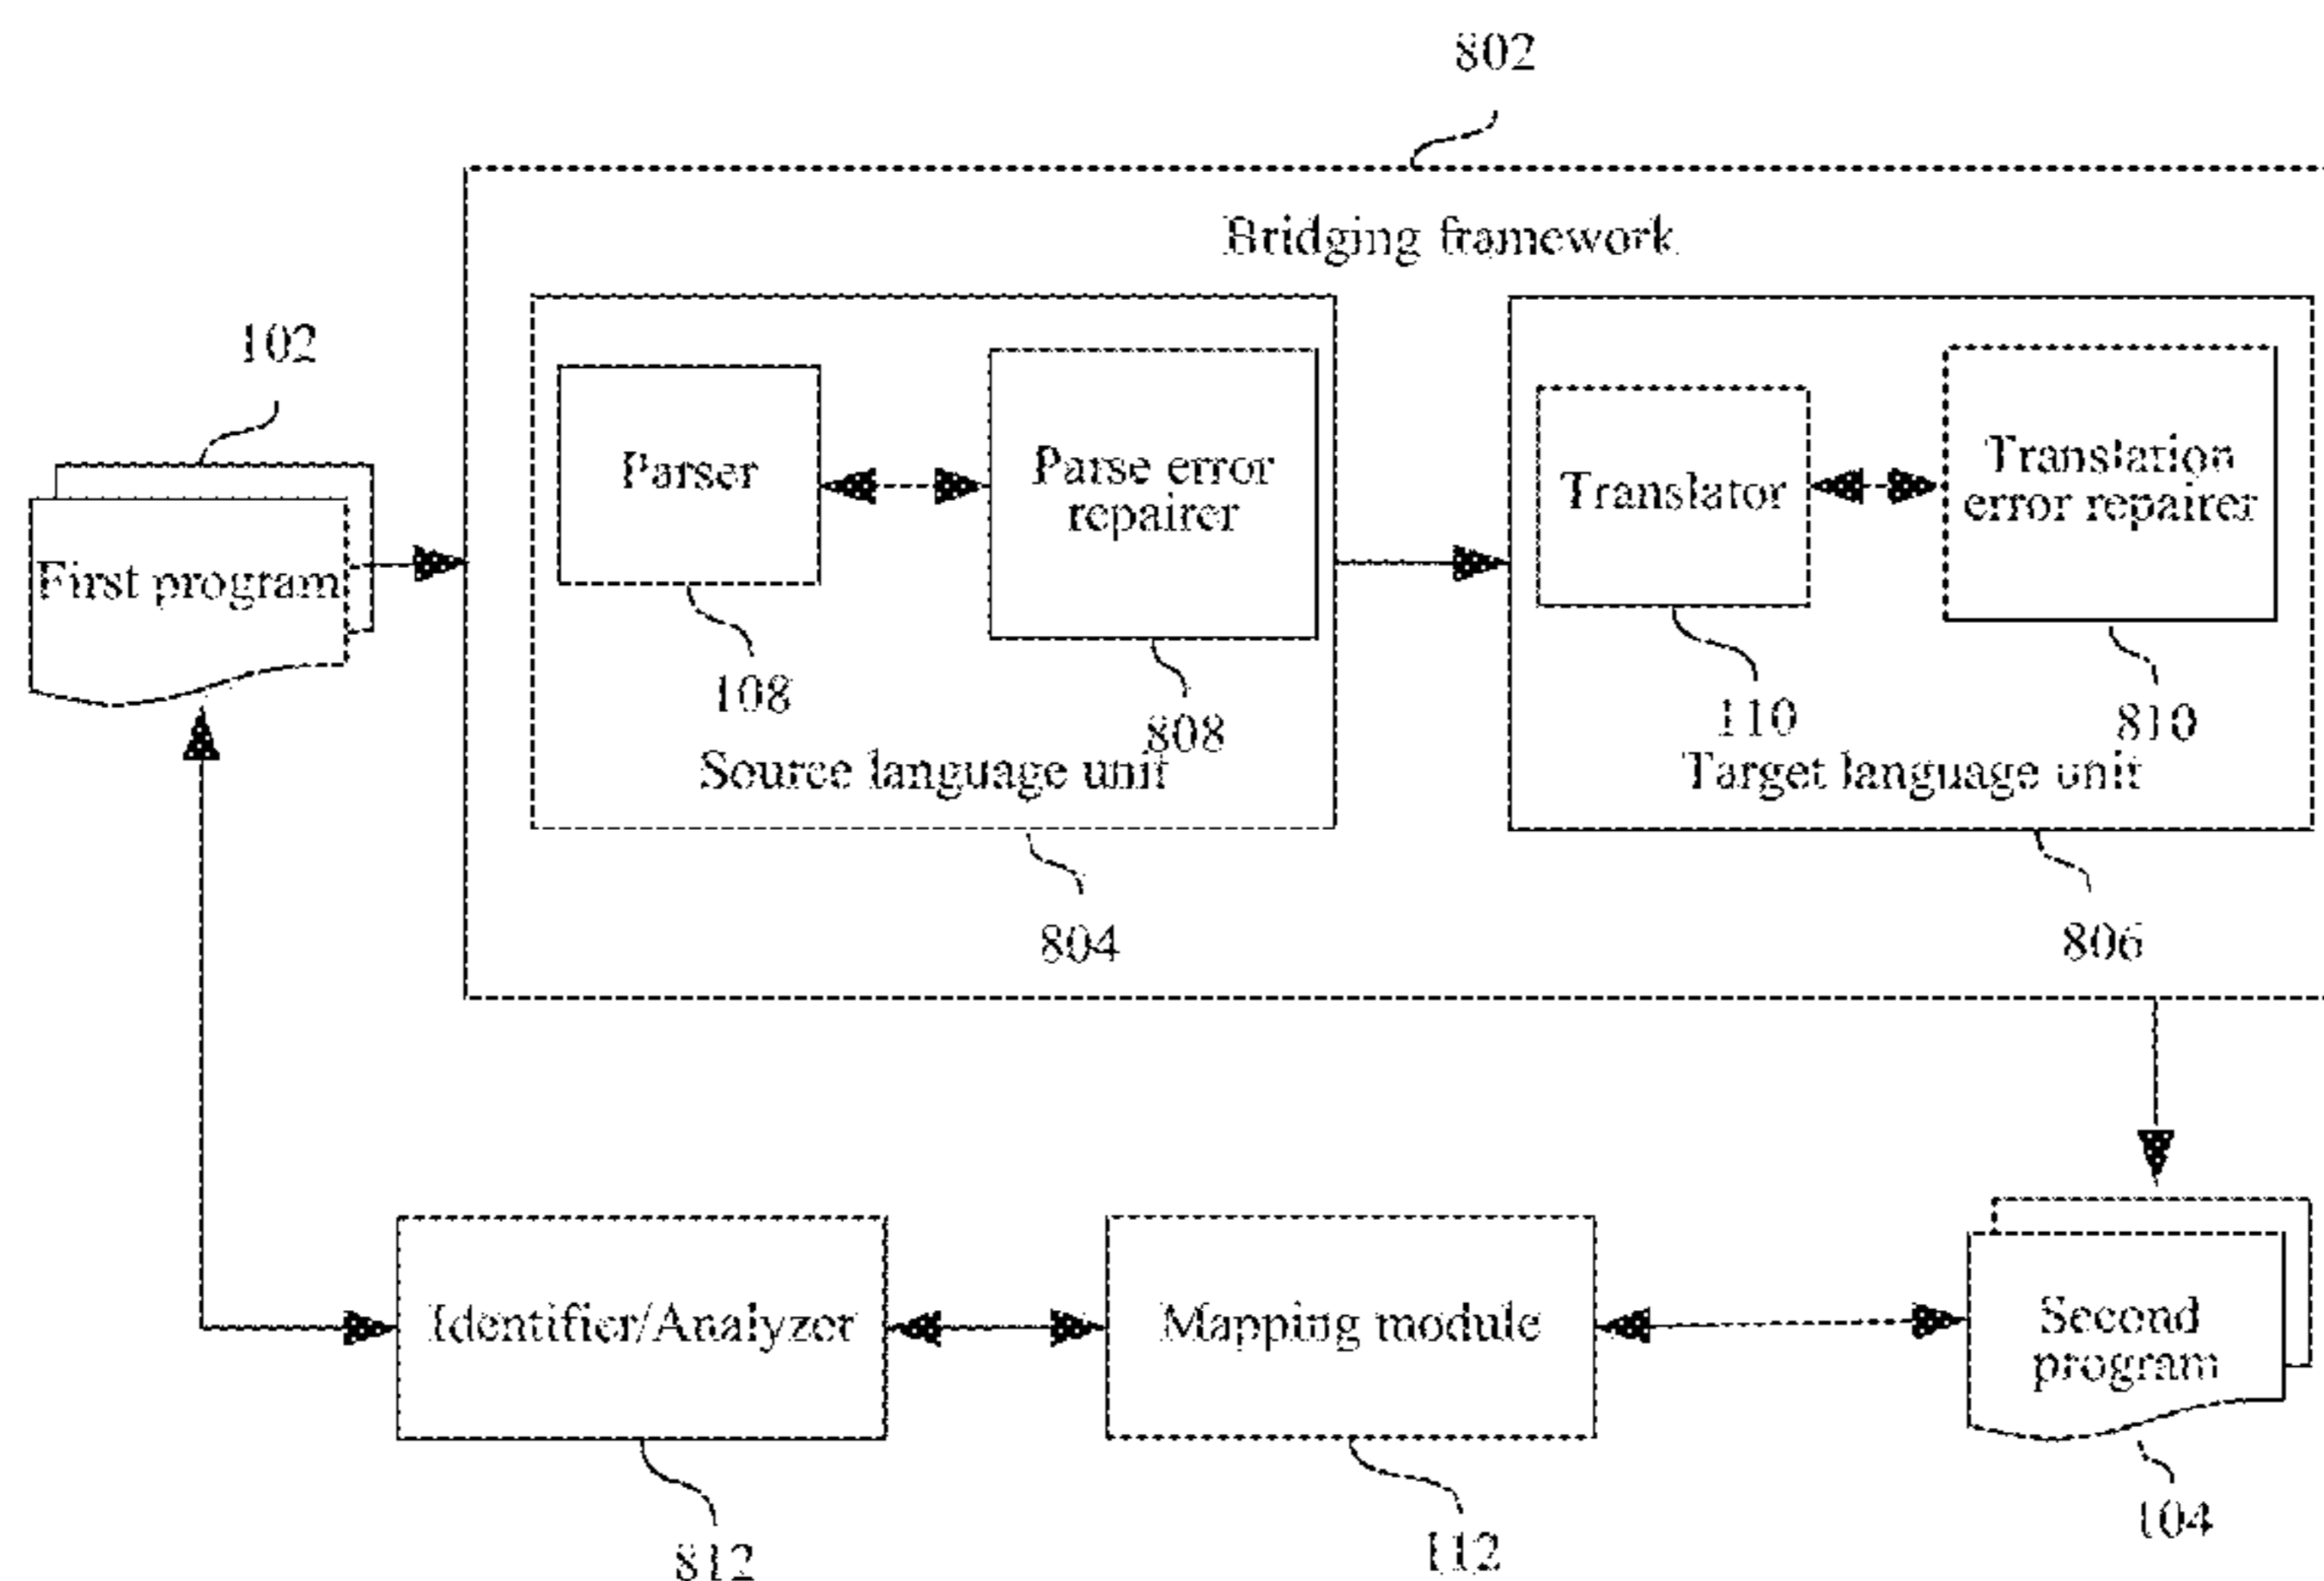 802
Bridging framework
102
First program
Parser
Parse error
repairer
Translator
Translation
error repairer
108
808
110
810
Source language unit
Target language unit
804
806
Identifier/Analyzer
Mapping module
Second
program
812
112
104